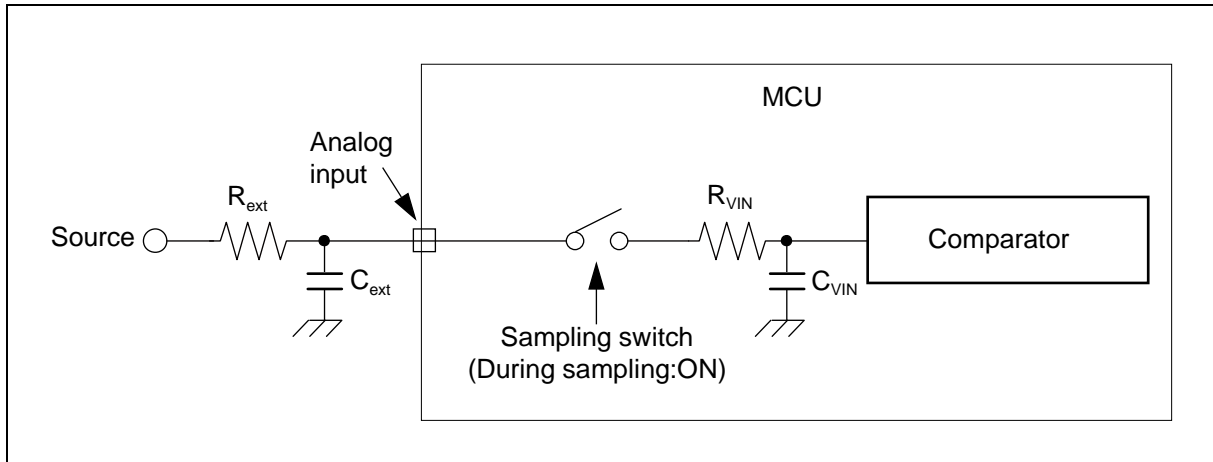 MCU
Analog
input
R_ext
R_VIN
Source
Comparator
C_ext
C_VIN
Sampling switch
(During sampling:ON)